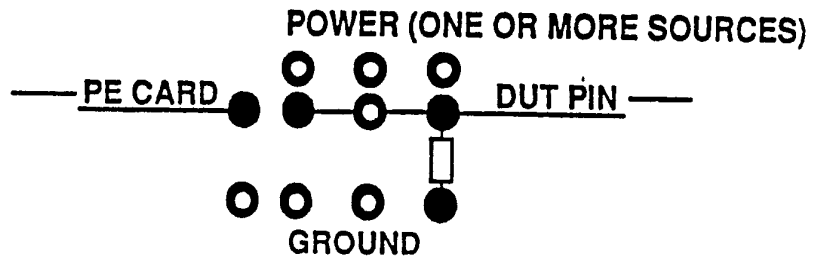 POWER (ONE OR MORE SOURCES)
PE CARD
DUT PIN
GROUND